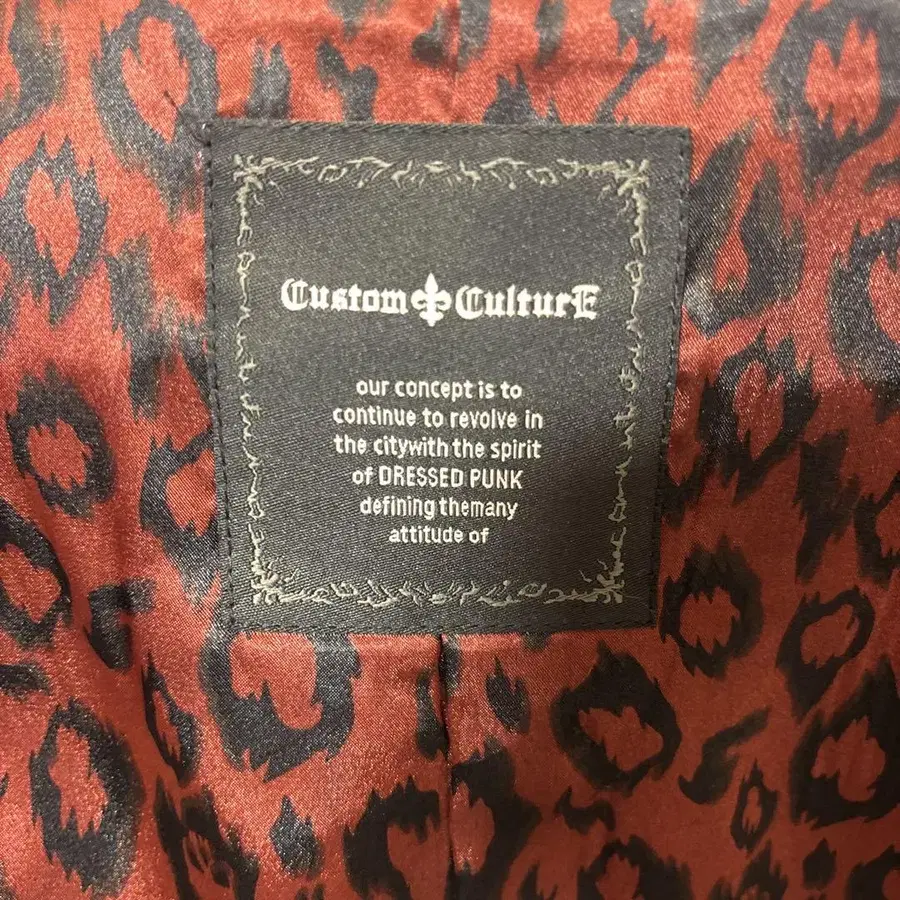 Custom CulturE
our concept is to
continue to revolve in
the citywith the spirit
of DRESSED PUNK
defining themany
attitude of